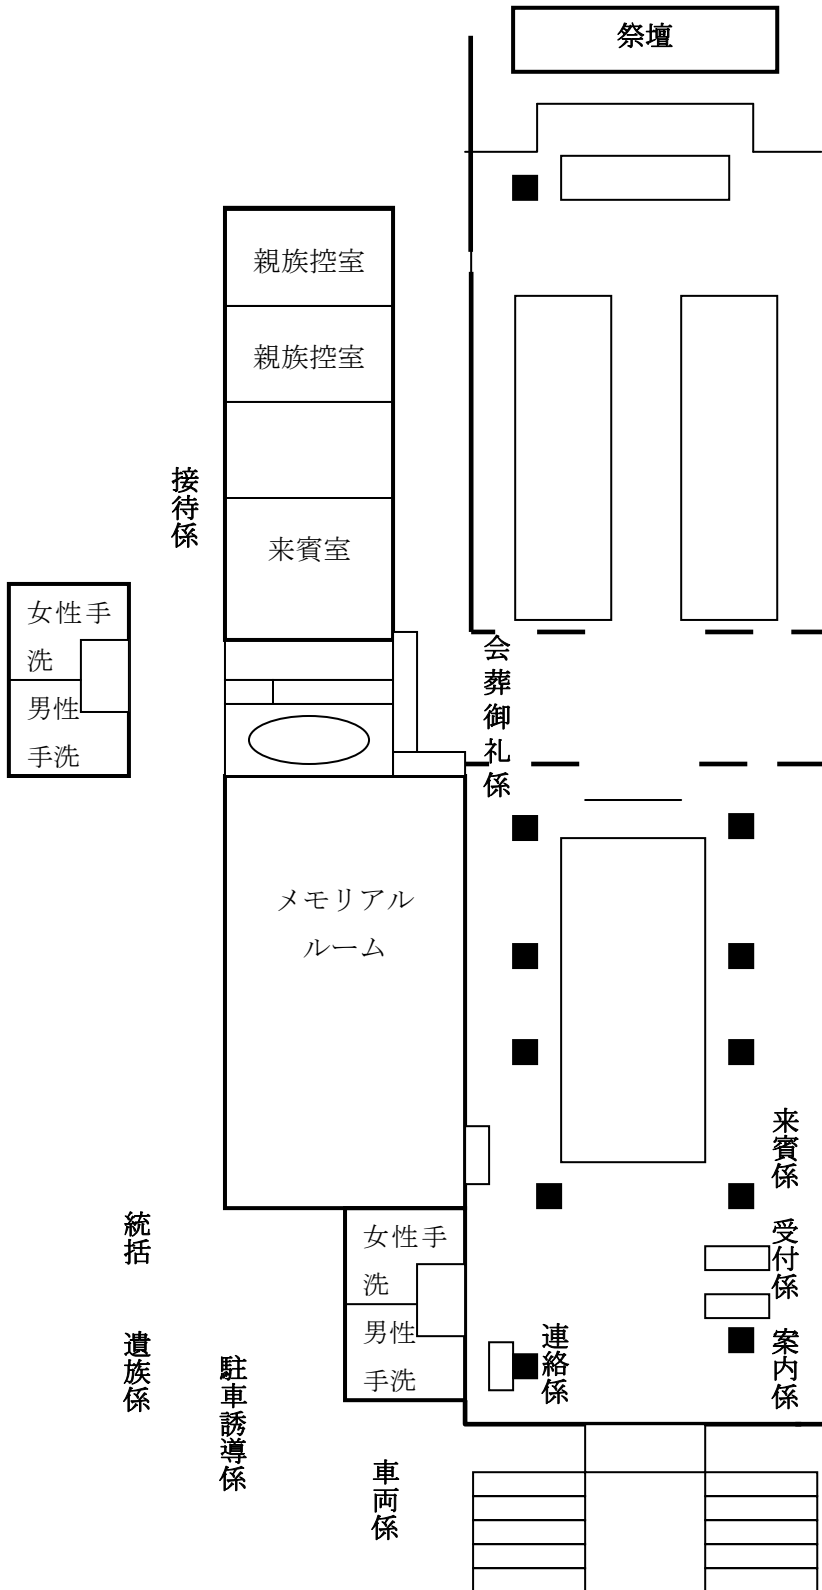 祭壇
親族控室
親族控室
接待係
来賓室
女性手
洗
男性
手洗
会葬御礼係
メモリアル
ルーム
来賓係
統括
女性手
洗
受付係
男性
手洗
遺族係
駐車誘導係
連絡係
案内係
車両係